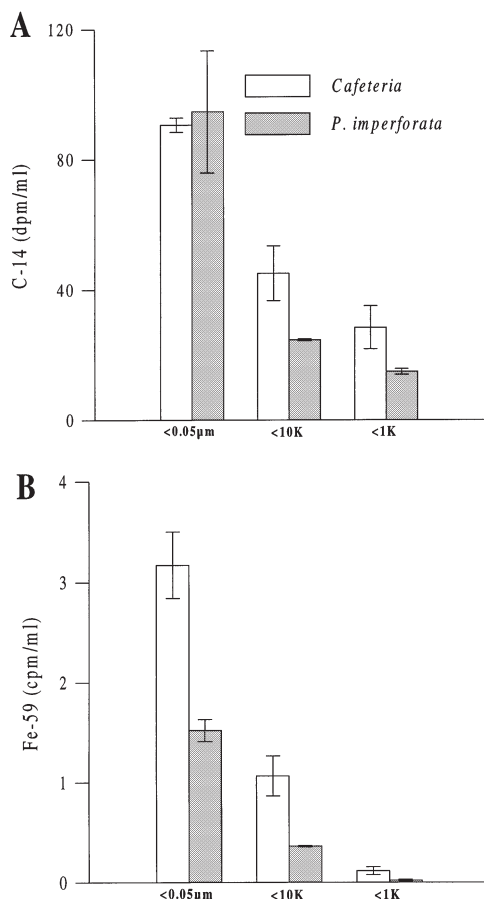 A
120
80
40
0
C-14 (dpm/ml)
Cafeteria
P. imperforata
<0.05µm <10K <1K
B
4
3
2
1
0
Fe-59 (cpm/ml)
<0.05µm <10K <1K